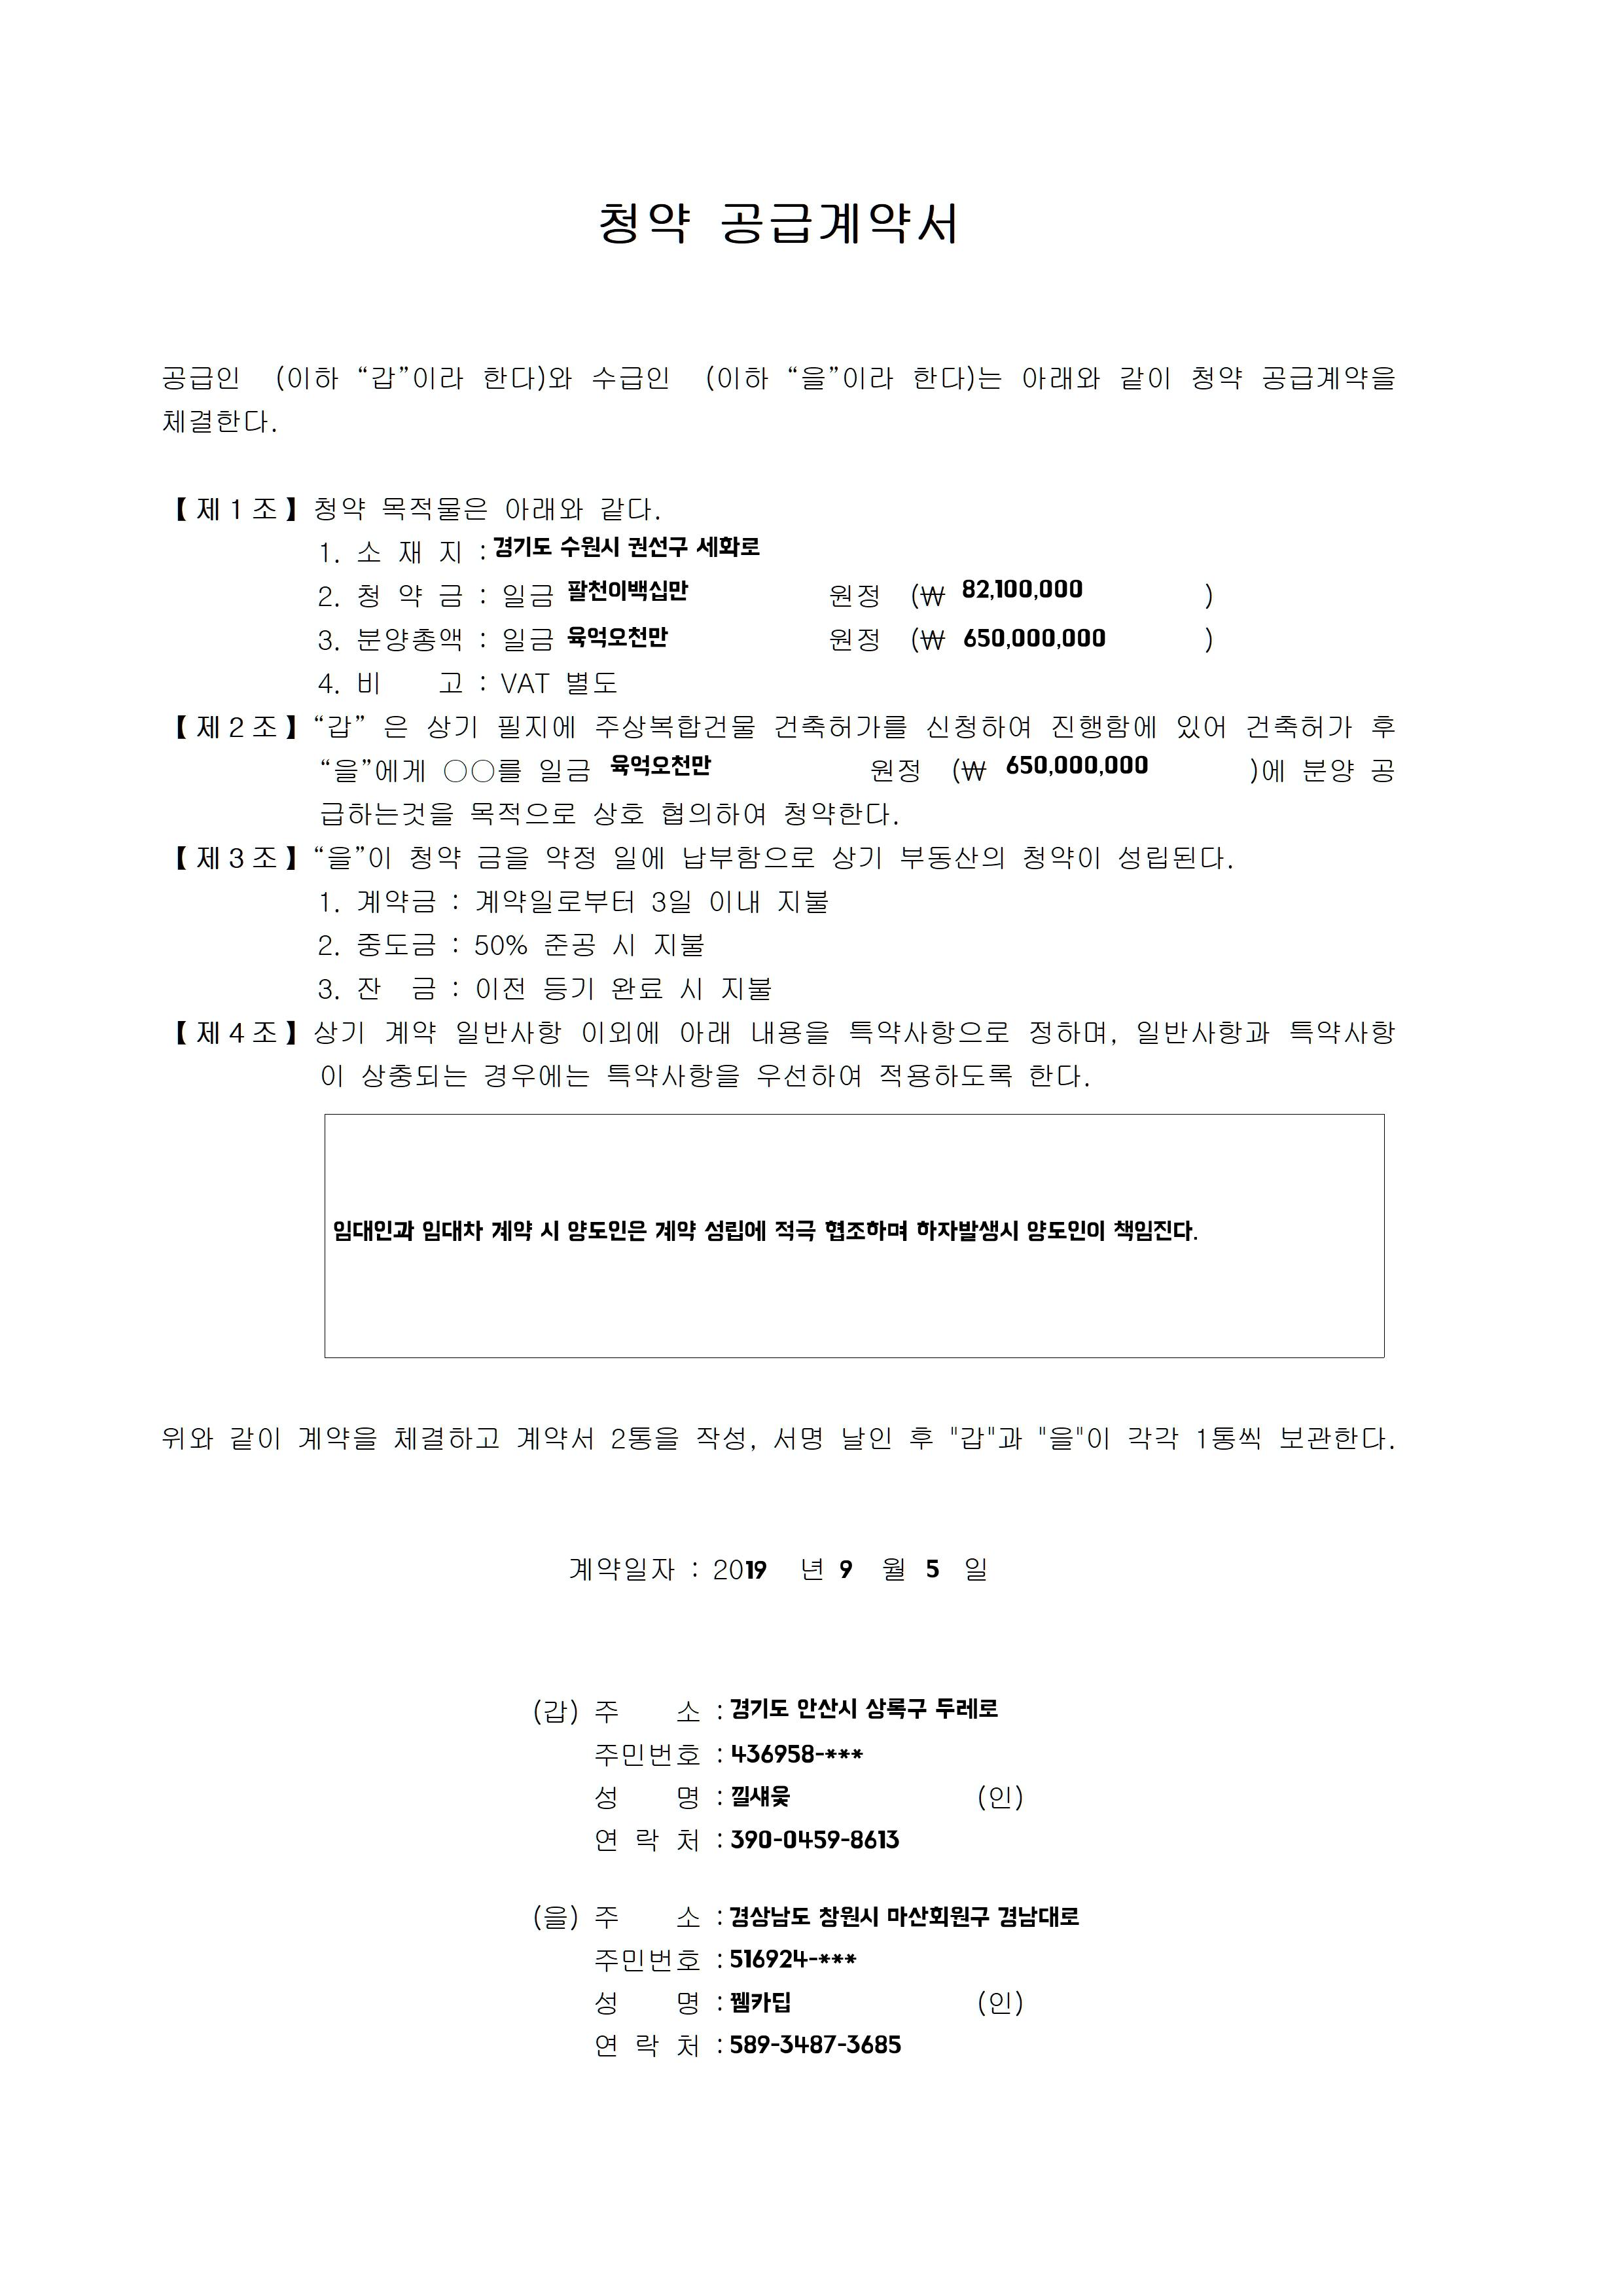 청약 공급계약서
공급인 (이하 “갑”이라 한다)와 수급인 (이하 “을”이라 한다)는 아래와 같이 청약 공급계약을
체결한다.
【제1조】청약 목적물은 아래와 같다.
1. 소 재 지 : 경기도 수원시 권선구 세화로
2. 청 약 금 : 일금 팔천이백십만 원정 (₩ 82,100,000 )
3. 분양총액 : 일금 육억오천만 원정 (₩ 650,000,000 )
4. 비 고 : VAT 별도
【제2조】“갑” 은 상기 필지에 주상복합건물 건축허가를 신청하여 진행함에 있어 건축허가 후
“을”에게 ○○를 일금 육억오천만 원정 (₩ 650,000,000 )에 분양 공
급하는것을 목적으로 상호 협의하여 청약한다.
【제3조】“을”이 청약 금을 약정 일에 납부함으로 상기 부동산의 청약이 성립된다.
1. 계약금 : 계약일로부터 3일 이내 지불
2. 중도금 : 50% 준공 시 지불
3. 잔 금 : 이전 등기 완료 시 지불
【제4조】상기 계약 일반사항 이외에 아래 내용을 특약사항으로 정하며, 일반사항과 특약사항
이 상충되는 경우에는 특약사항을 우선하여 적용하도록 한다.
임대인과 임대차 계약 시 양도인은 계약 성립에 적극 협조하며 하자발생시 양도인이 책임진다.
위와 같이 계약을 체결하고 계약서 2통을 작성, 서명 날인 후 "갑"과 "을"이 각각 1통씩 보관한다.
계약일자 : 2019 년 9 월 5 일
(갑) 주 소 : 경기도 안산시 상록구 두레로
주민번호 : 436958-***
성 명 : 낄섀윷 (인)
연 락 처 : 390-0459-8613
(을) 주 소 : 경상남도 창원시 마산회원구 경남대로
주민번호 : 516924-***
성 명 : 풺카딥 (인)
연 락 처 : 589-3487-3685